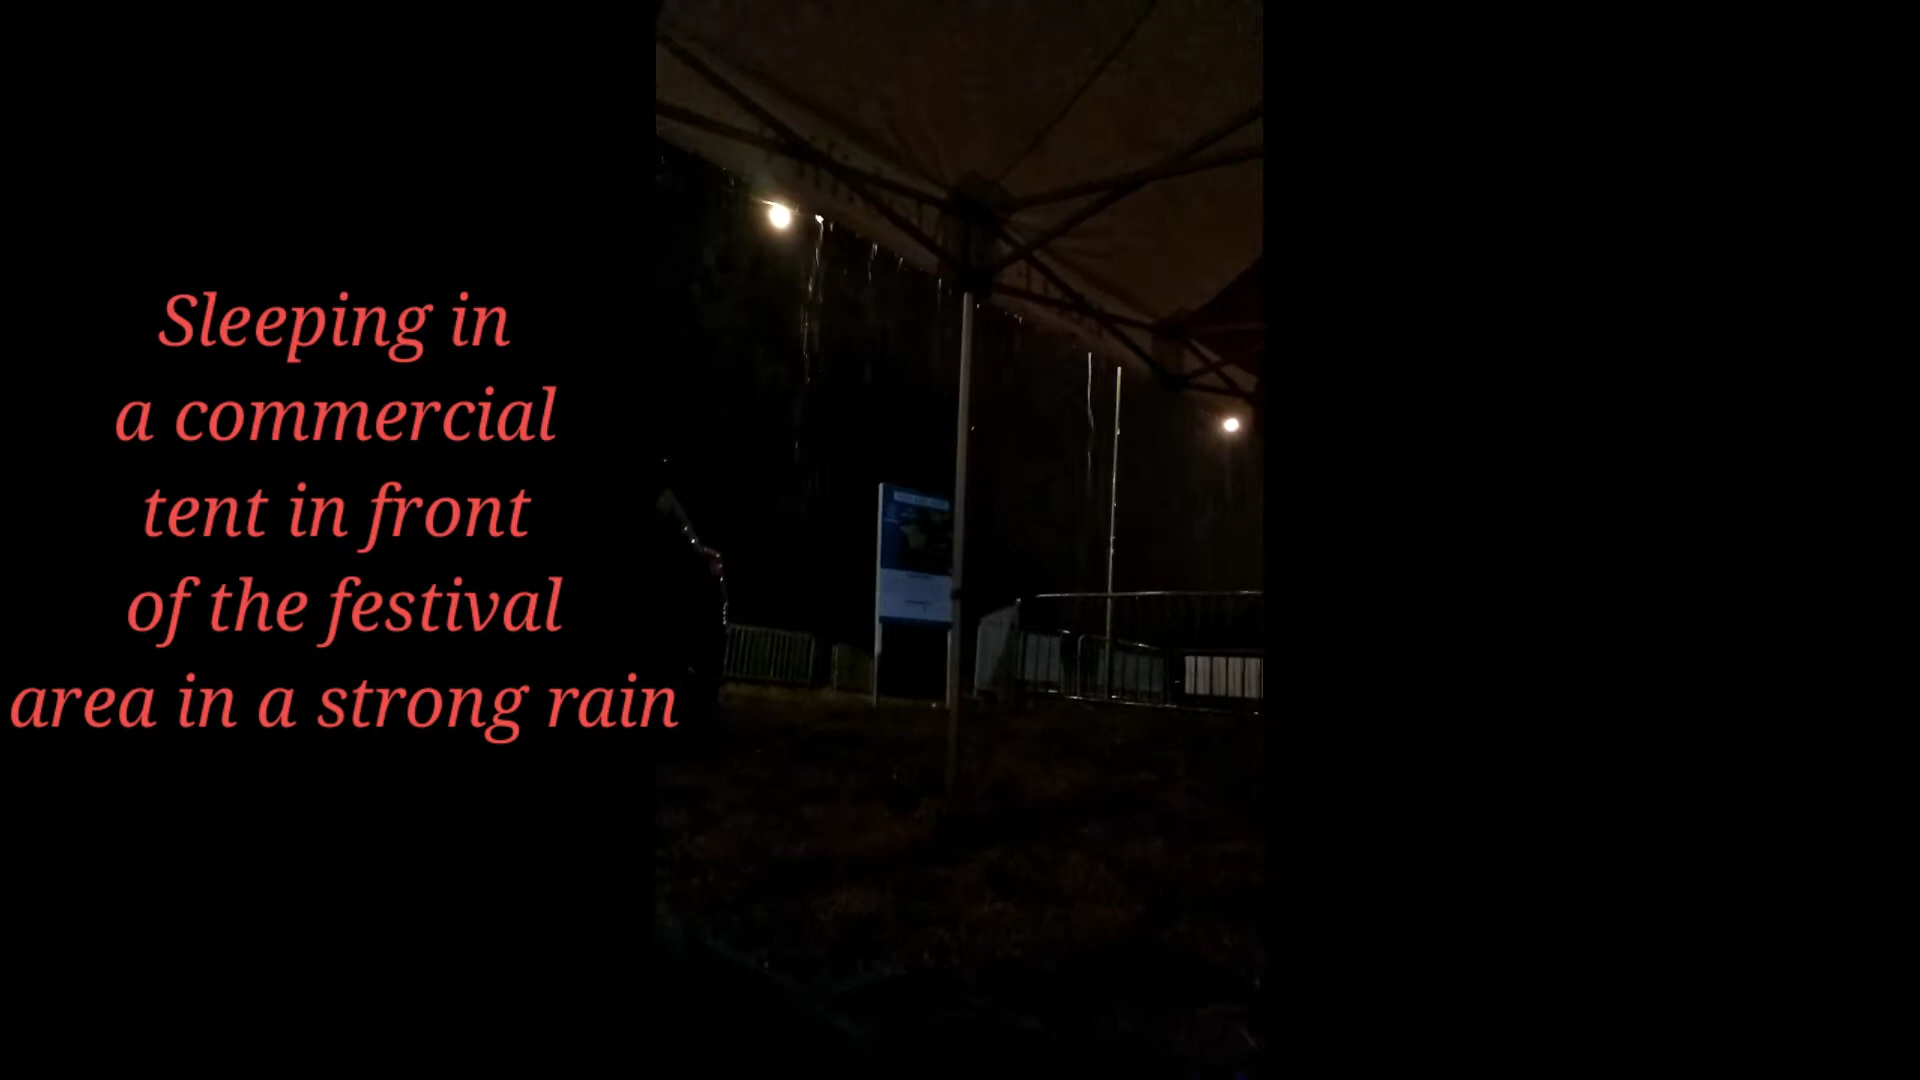 Sleeping in
a commercial
tent in front
of the festival
area in a strong rain